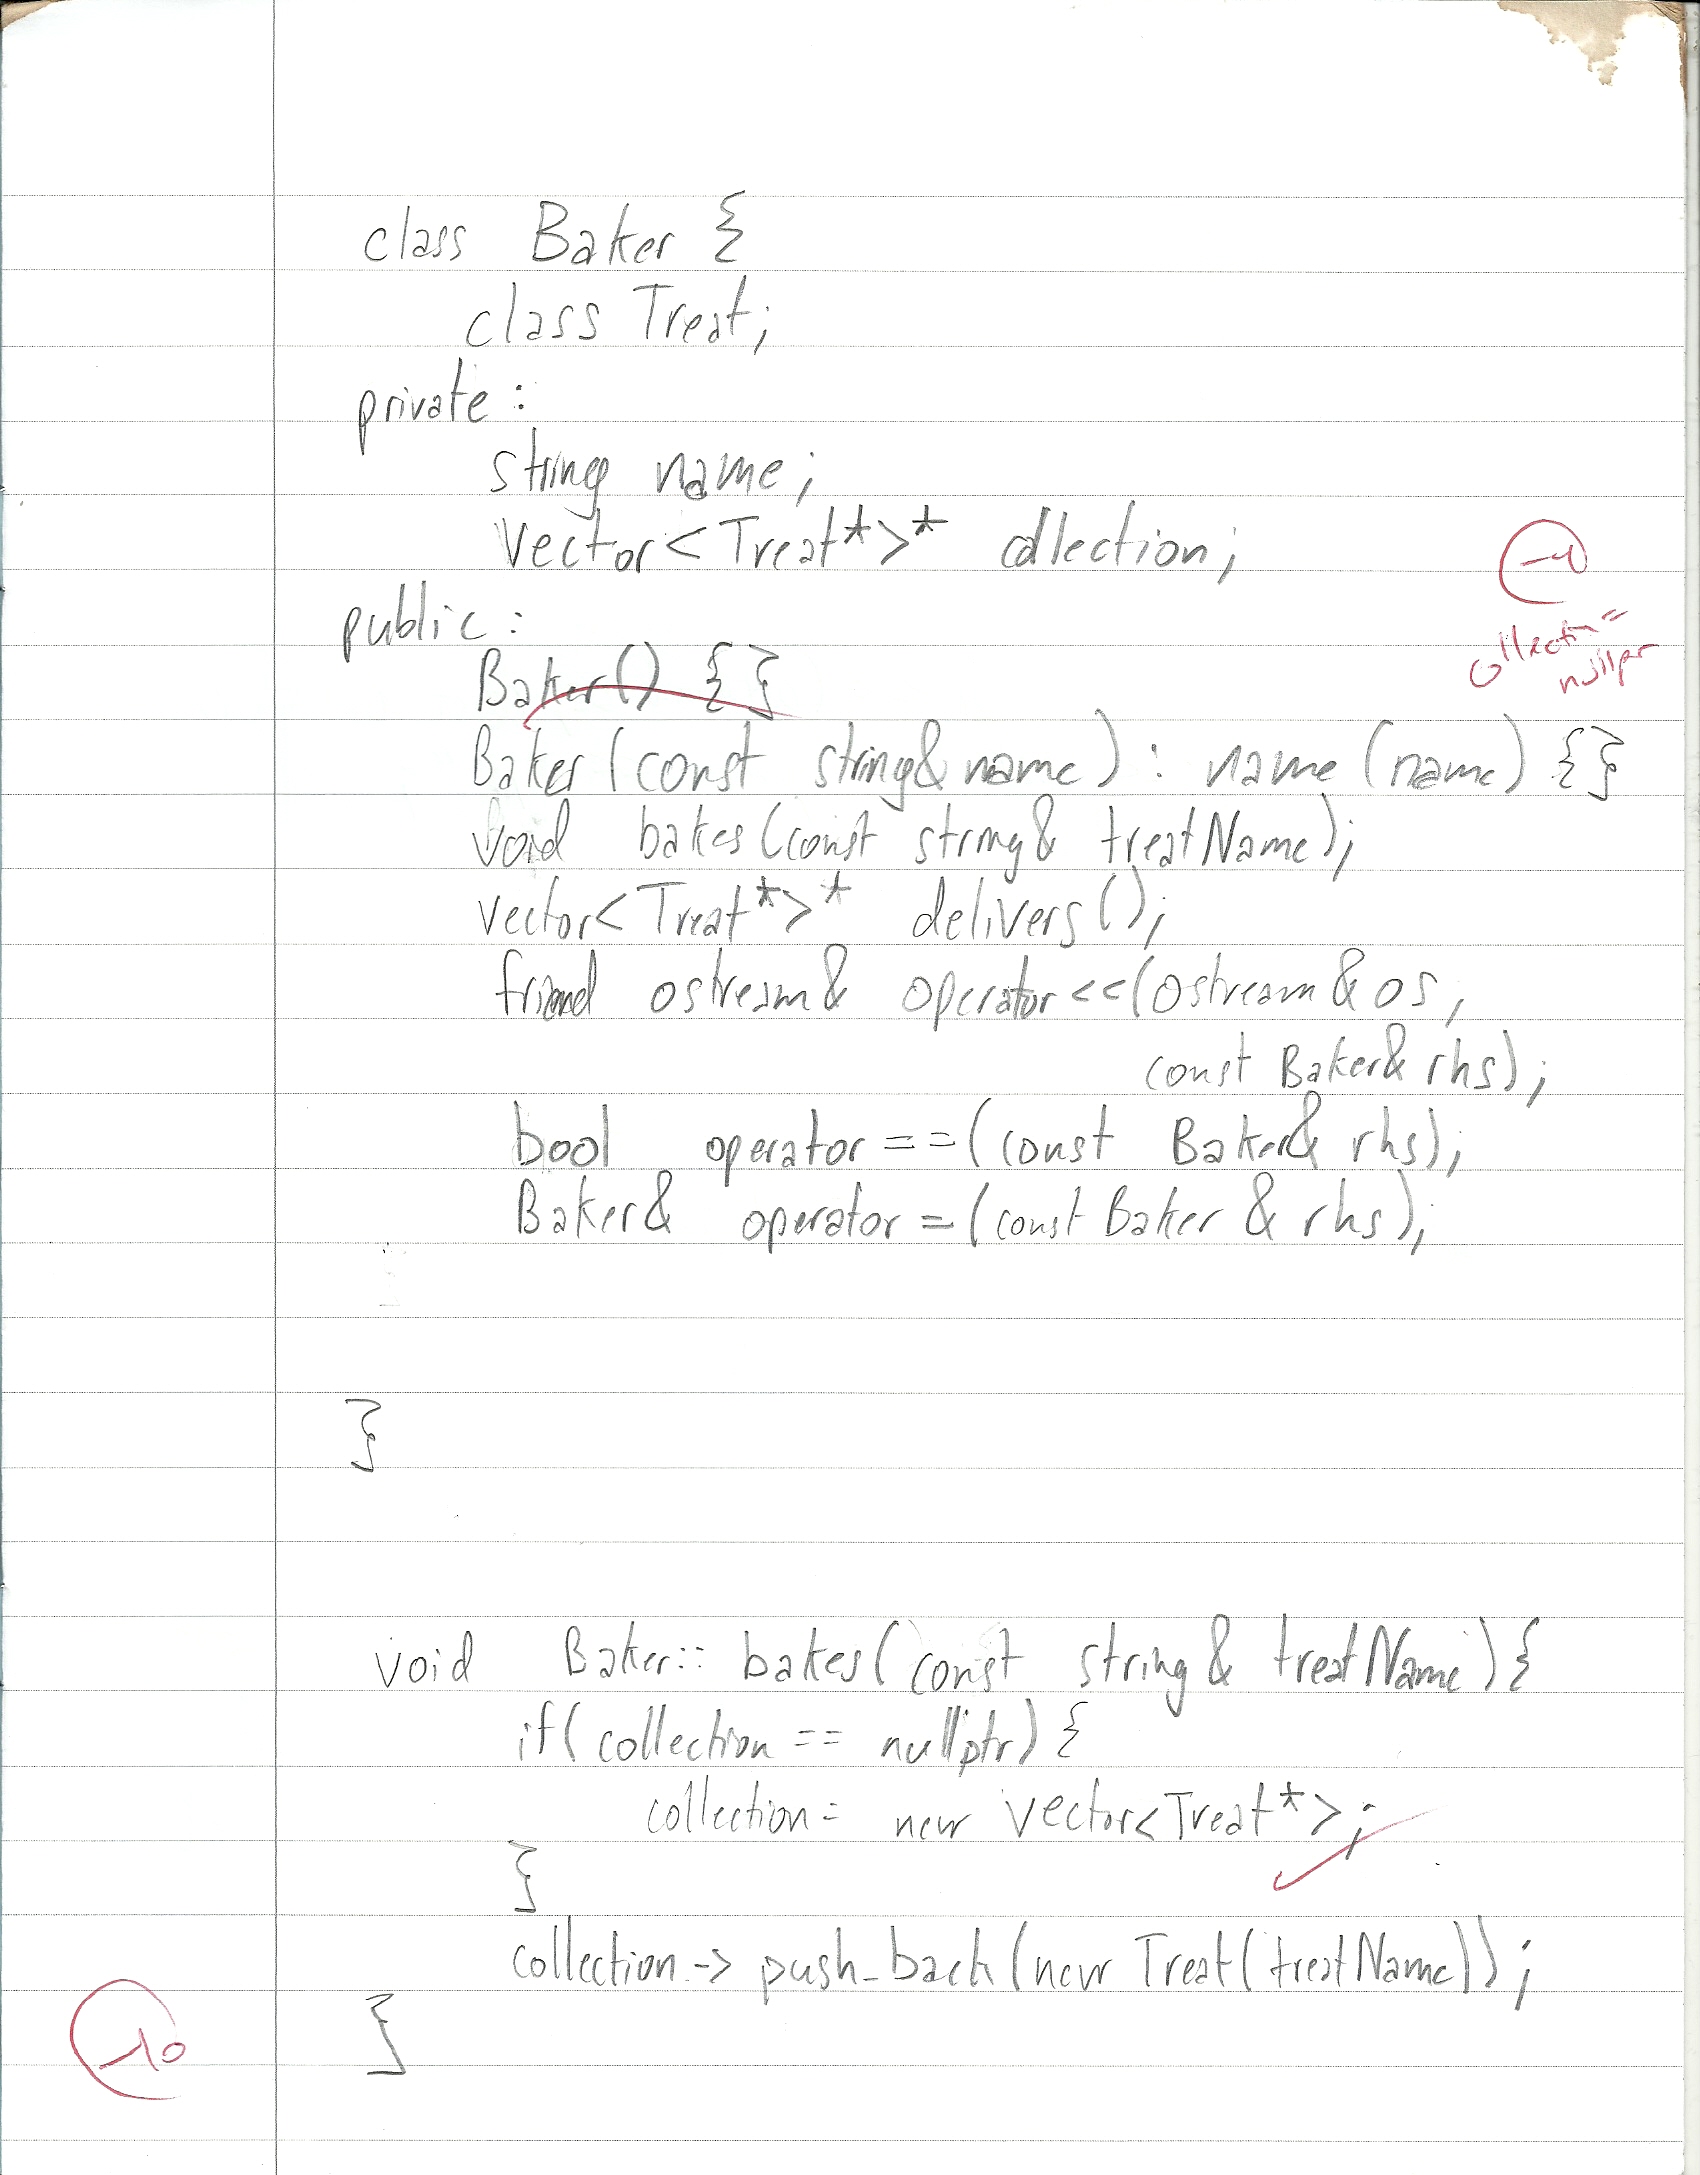 class Baker {
class Treat;
private:
string name;
vector<Treat*>* collection;
-1
collection = nullptr
public:
Baker() {}
Baker(const string& name) : name(name) {}
void bakes(const string& treatName);
vector<Treat*>* delivers();
friend ostream& operator<<(ostream& os,
const Baker& rhs);
bool operator==(const Baker& rhs);
Baker& operator=(const Baker& rhs);
}
void Baker::bakes(const string& treatName){
if(collection == nullptr) {
collection = new vector<Treat*>;
}
collection->push_back(new Treat(treatName));
}
-10